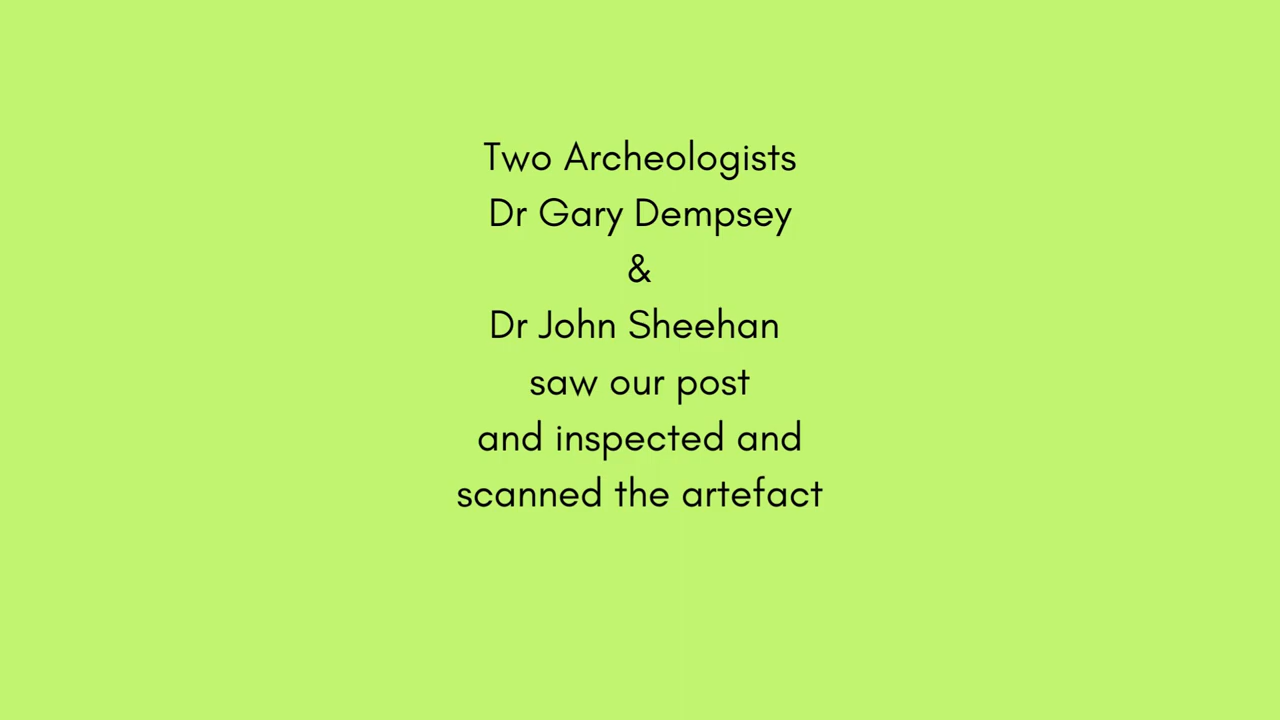 Two Archeologists
Dr Gary Dempsey
&
Dr John Sheehan
saw our post
and inspected and
scanned the artefact